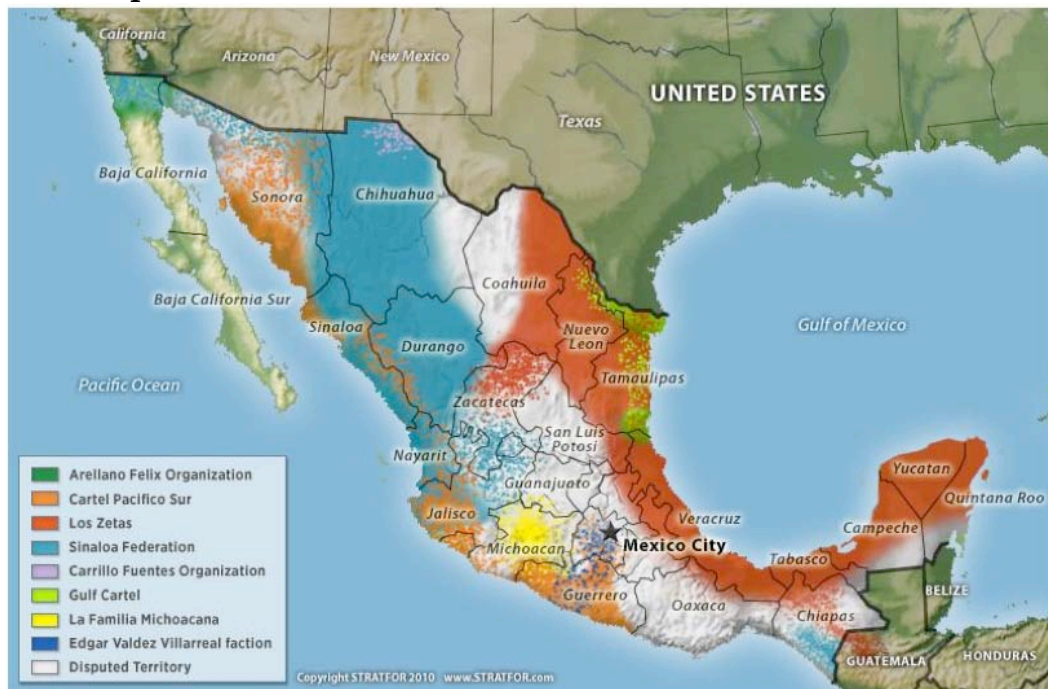 California
Arizona
New Mexico
UNITED STATES
Texas
Baja California
Sonora
Chihuahua
Coahuila
Baja California Sur
Sinaloa
Durango
Nuevo
Leon
Gulf of Mexico
Tamaulipas
Pacific Ocean
Zacatecas
San Luis
Potosi
Nayarit
Guanajuato
Yucatan
Quintana Roo
Jalisco
Veracruz
Campeche
Michoacan
Mexico City
Tabasco
Guerrero
Oaxaca
Chiapas
BELIZE
GUATEMALA
HONDURAS
Arellano Felix Organization
Cartel Pacifico Sur
Los Zetas
Sinaloa Federation
Carrillo Fuentes Organization
Gulf Cartel
La Familia Michoacana
Edgar Valdez Villarreal faction
Disputed Territory
Copyright STRATFOR 2010 www.STRATFOR.com